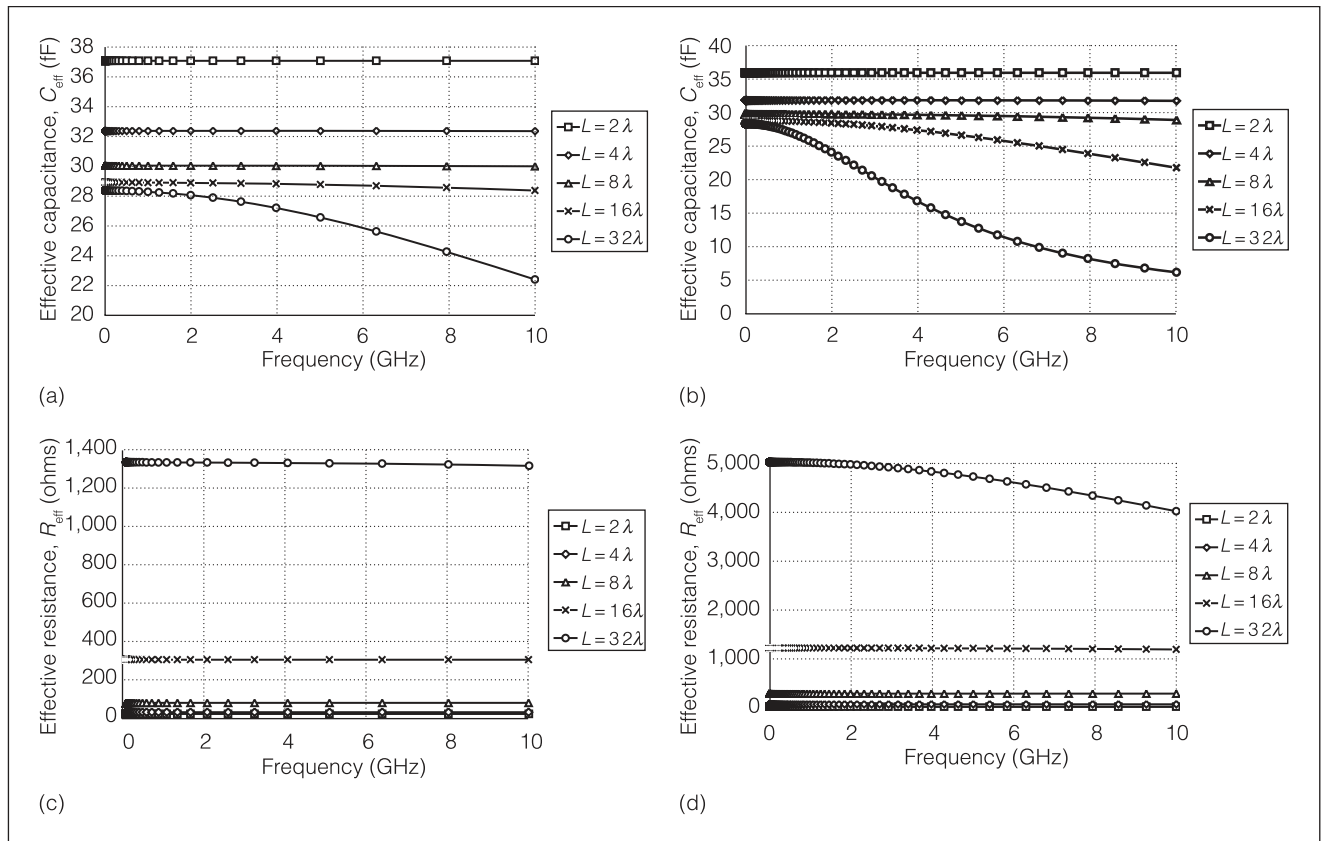 Effective capacitance, C_eff (fF)
38
36
34
32
30
28
26
24
22
20
0 2 4 6 8 10
Frequency (GHz)
L=2λ
L=4λ
L=8λ
L=16λ
L=32λ
(a)
Effective capacitance, C_eff (fF)
40
35
30
25
20
15
10
5
0
0 2 4 6 8 10
Frequency (GHz)
L=2λ
L=4λ
L=8λ
L=16λ
L=32λ
(b)
Effective resistance, R_eff (ohms)
1,400
1,200
1,000
800
600
400
200
0
0 2 4 6 8 10
Frequency (GHz)
L=2λ
L=4λ
L=8λ
L=16λ
L=32λ
(c)
Effective resistance, R_eff (ohms)
5,000
4,000
3,000
2,000
1,000
0
0 2 4 6 8 10
Frequency (GHz)
L=2λ
L=4λ
L=8λ
L=16λ
L=32λ
(d)